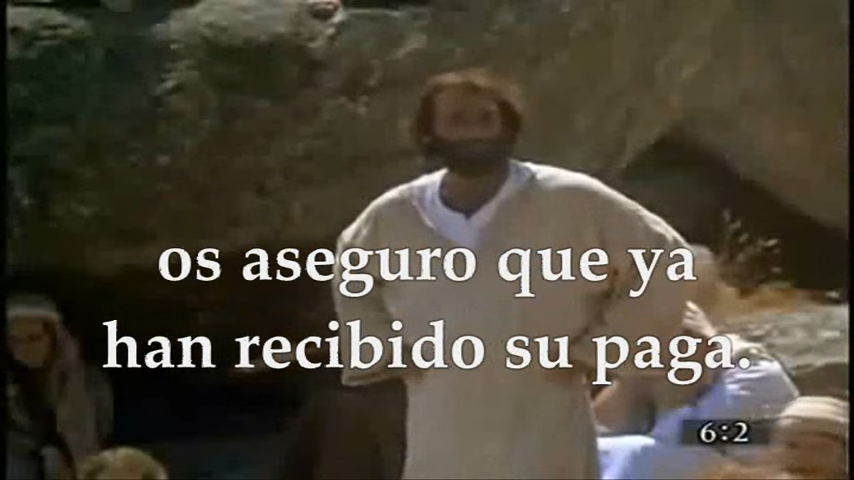 os aseguro que ya
han recibido su paga.
6:2